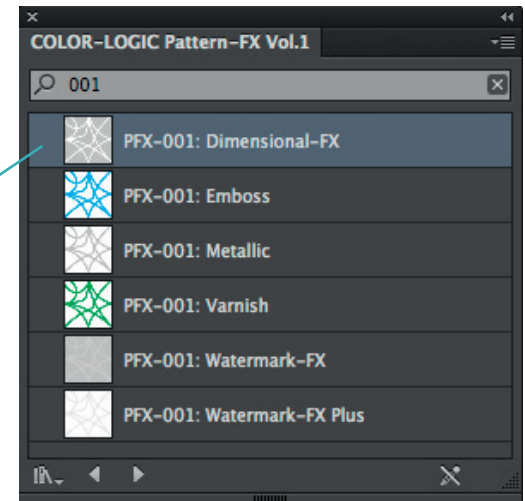 COLOR-LOGIC Pattern-FX Vol.1
001
PFX-001: Dimensional-FX
PFX-001: Emboss
PFX-001: Metallic
PFX-001: Varnish
PFX-001: Watermark-FX
PFX-001: Watermark-FX Plus